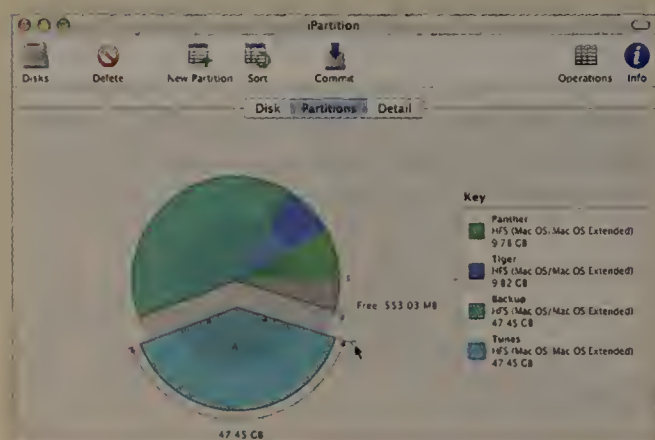 iPartition
Disks Delete New Partition Sort Commit Operations Info
Disk Partitions Detail
Key
Panther
HFS (Mac OS/Mac OS Extended)
9.78 GB
Tiger
HFS (Mac OS/Mac OS Extended)
9.82 GB
Backup
HFS (Mac OS/Mac OS Extended)
47.45 GB
Tunes
HFS (Mac OS/Mac OS Extended)
47.45 GB
Free: 553.03 MB
A
47.45 GB